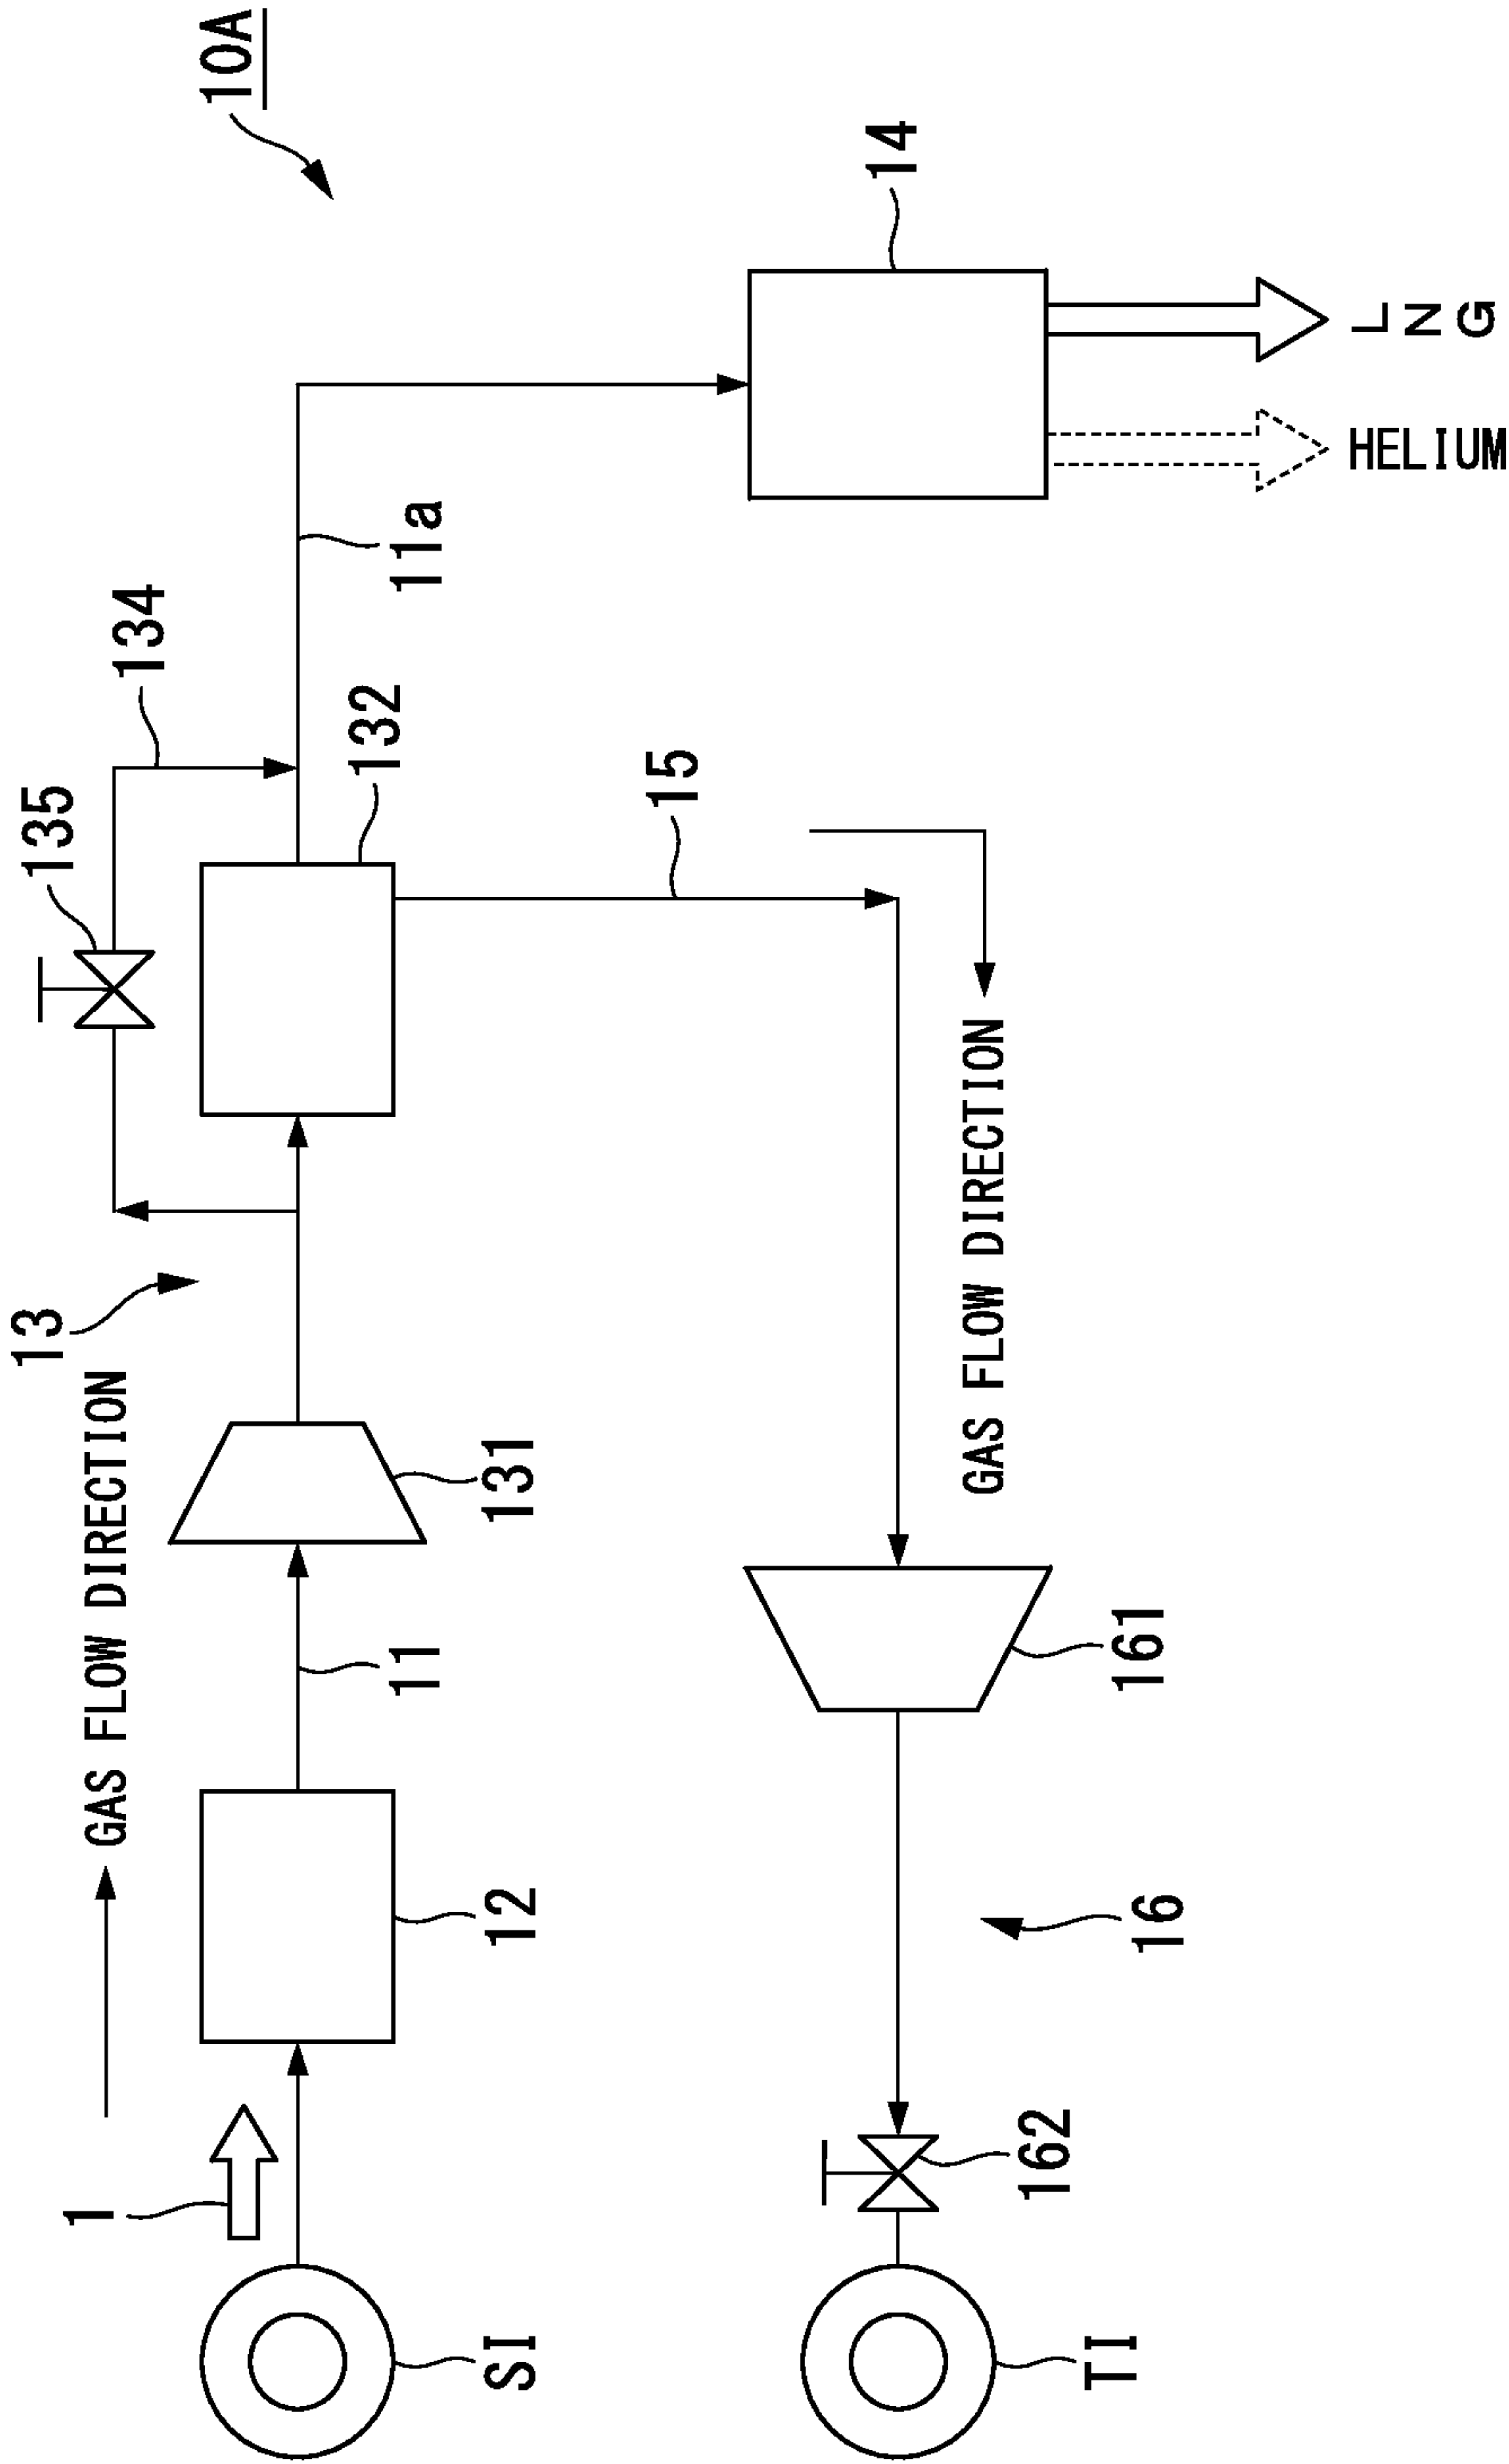 10A
135
134
11a
14
13
132
15
GAS FLOW DIRECTION
1
12
11
131
GAS FLOW DIRECTION
SI
HELIUM
LNG
16
161
162
TI